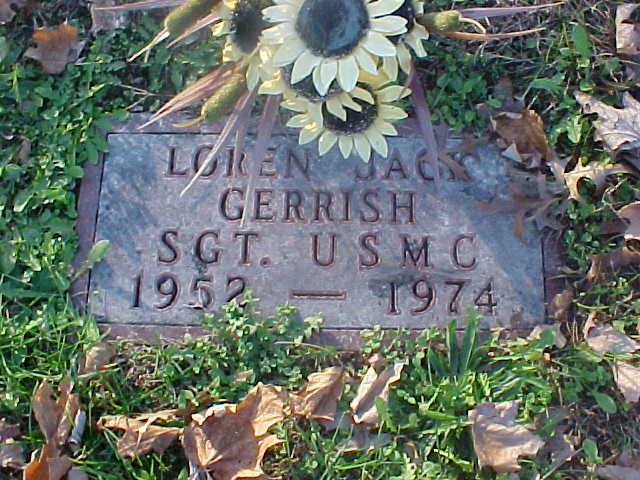 LOREN JACK
GERRISH
SGT. USMC
1952 — 1974